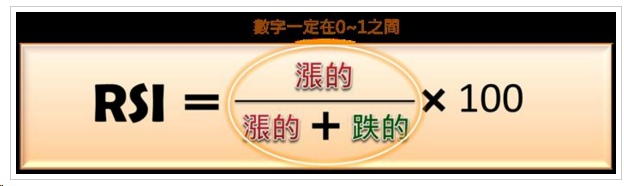 數字一定在0~1之間
漲的
RSI = × 100
漲的 + 跌的